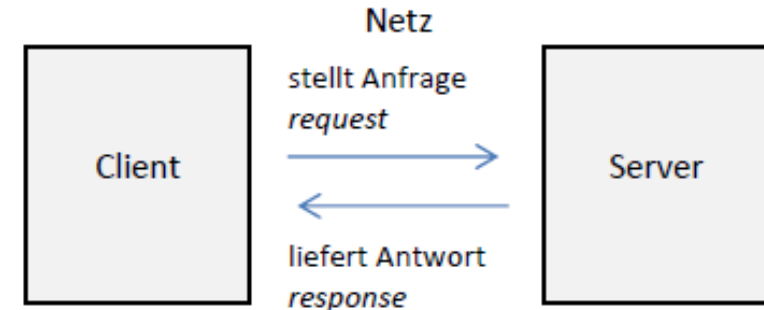 Netz
stellt Anfrage
request
Client
Server
liefert Antwort
response